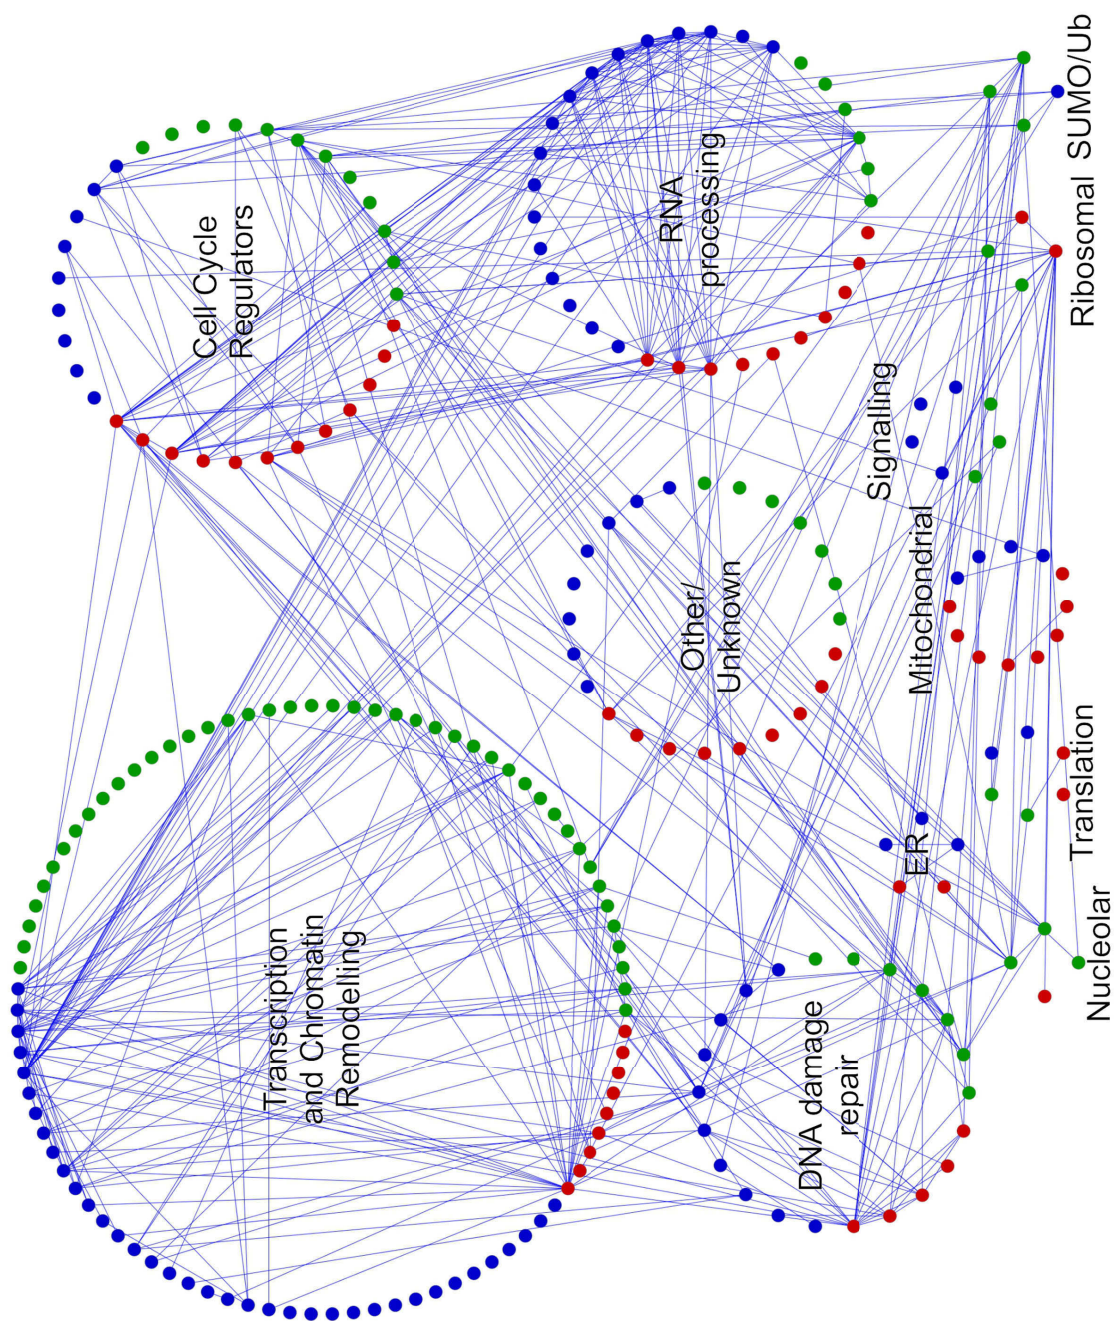 Transcription
and Chromatin
Remodelling
Cell Cycle
Regulators
Other/
Unknown
RNA
processing
DNA damage
repair
ER
Mitochondrial
Signalling
Nucleolar
Translation
Ribosomal
SUMO/Ub